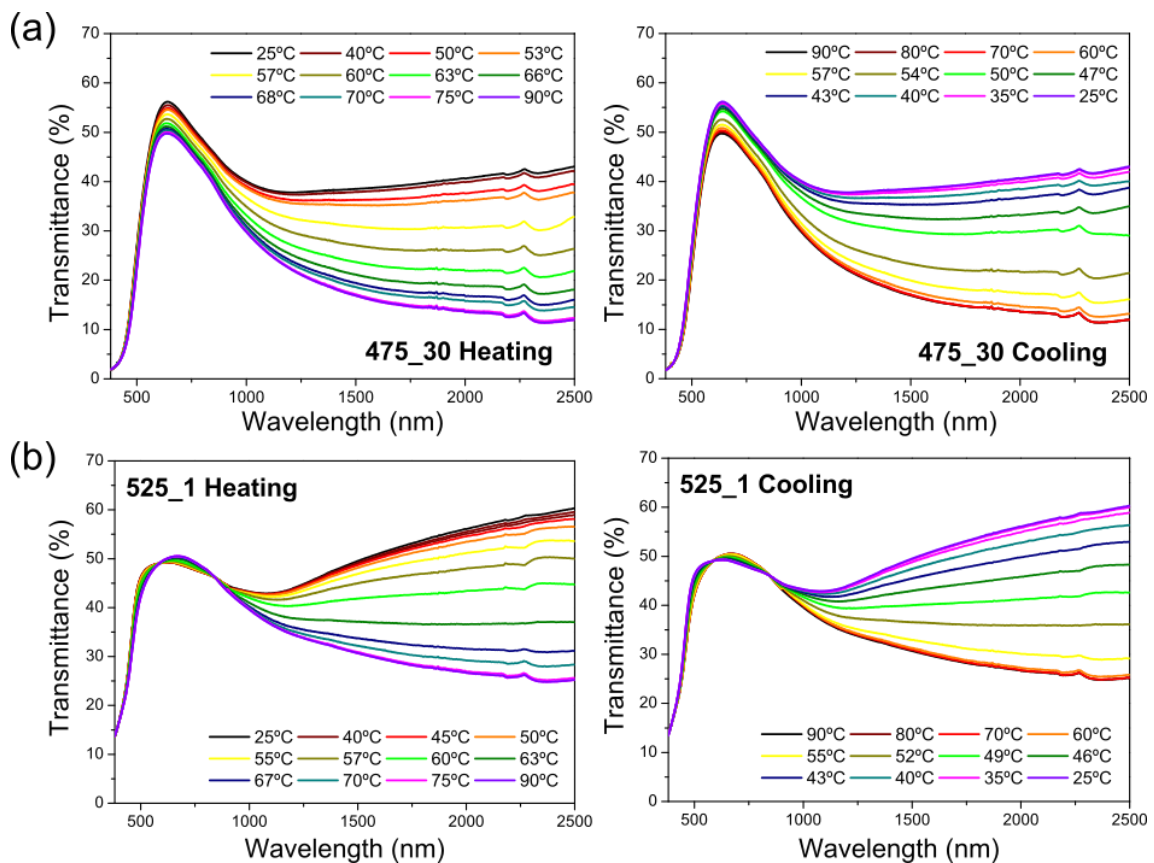 (a)
70
60
50
40
30
20
10
0
Transmittance (%)
25ºC 40ºC 50ºC 53ºC
57ºC 60ºC 63ºC 66ºC
68ºC 70ºC 75ºC 90ºC
475_30 Heating
500 1000 1500 2000 2500
Wavelength (nm)
70
60
50
40
30
20
10
0
Transmittance (%)
90ºC 80ºC 70ºC 60ºC
57ºC 54ºC 50ºC 47ºC
43ºC 40ºC 35ºC 25ºC
475_30 Cooling
500 1000 1500 2000 2500
Wavelength (nm)
(b)
70
60
50
40
30
20
10
0
Transmittance (%)
525_1 Heating
25ºC 40ºC 45ºC 50ºC
55ºC 57ºC 60ºC 63ºC
67ºC 70ºC 75ºC 90ºC
500 1000 1500 2000 2500
Wavelength (nm)
70
60
50
40
30
20
10
0
Transmittance (%)
525_1 Cooling
90ºC 80ºC 70ºC 60ºC
55ºC 52ºC 49ºC 46ºC
43ºC 40ºC 35ºC 25ºC
500 1000 1500 2000 2500
Wavelength (nm)